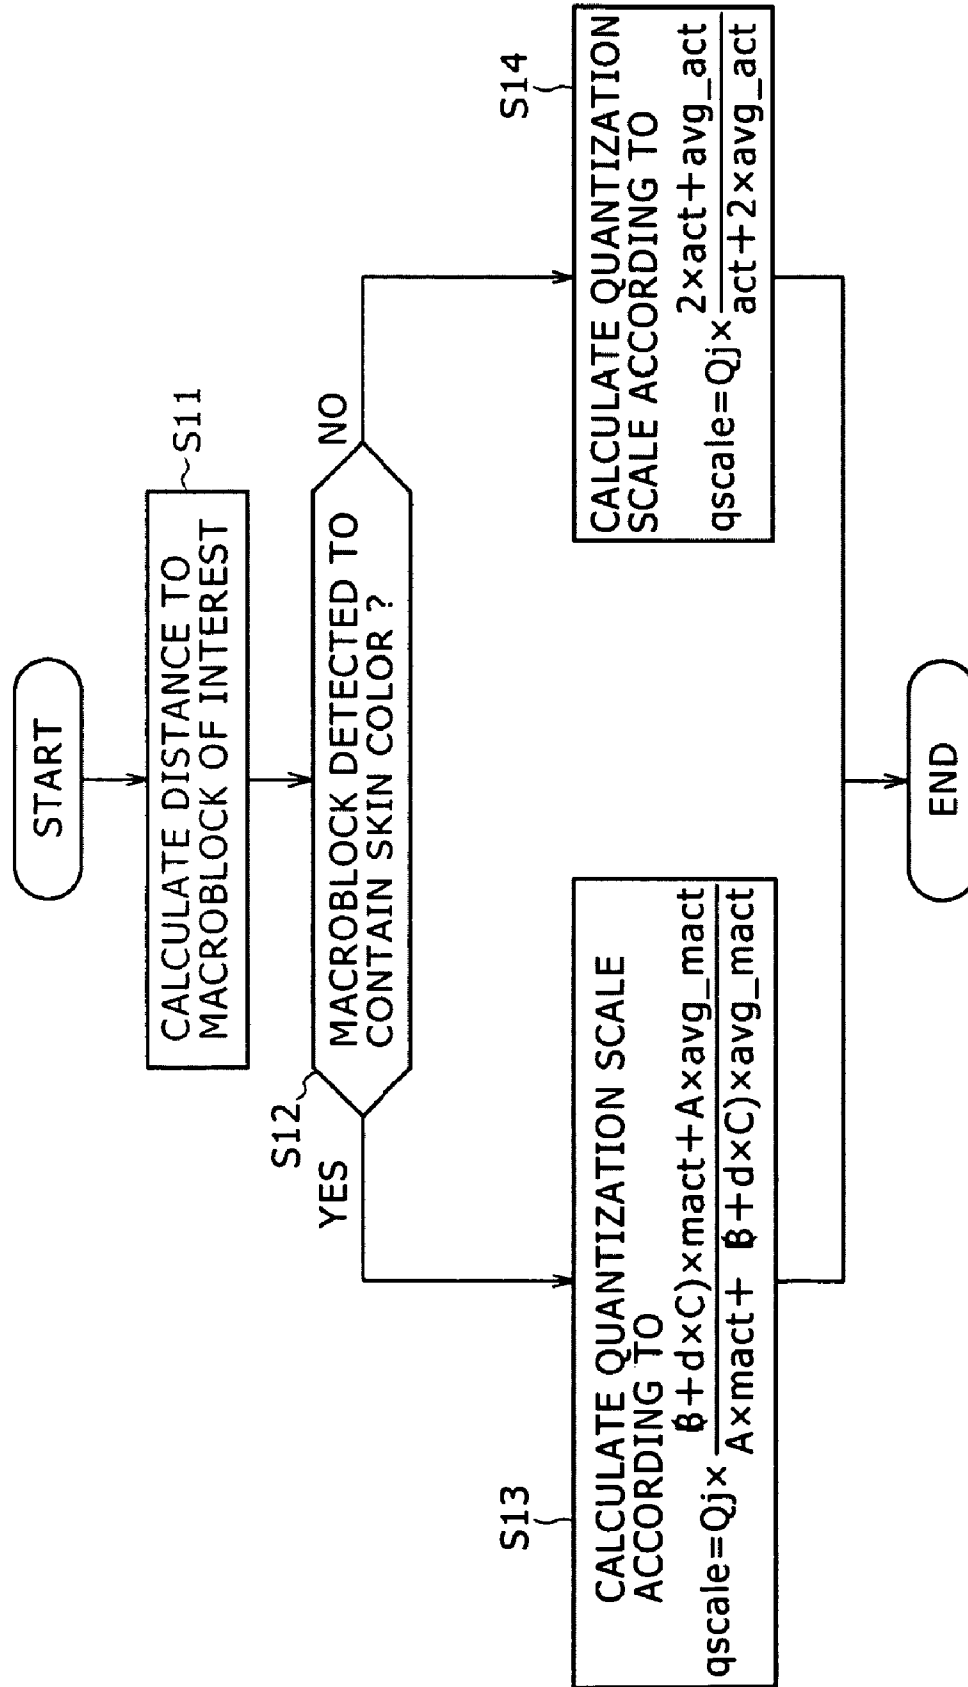 START
S11
CALCULATE DISTANCE TO
MACROBLOCK OF INTEREST
S12
MACROBLOCK DETECTED TO
CONTAIN SKIN COLOR ?
YES
NO
S13
CALCULATE QUANTIZATION SCALE
ACCORDING TO
qscale=Qj× (B+d×C)×mact+A×avg_mact
A×mact+ (B+d×C)×avg_mact
S14
CALCULATE QUANTIZATION
SCALE ACCORDING TO
qscale=Qj× 2×act+avg_act
act+2×avg_act
END